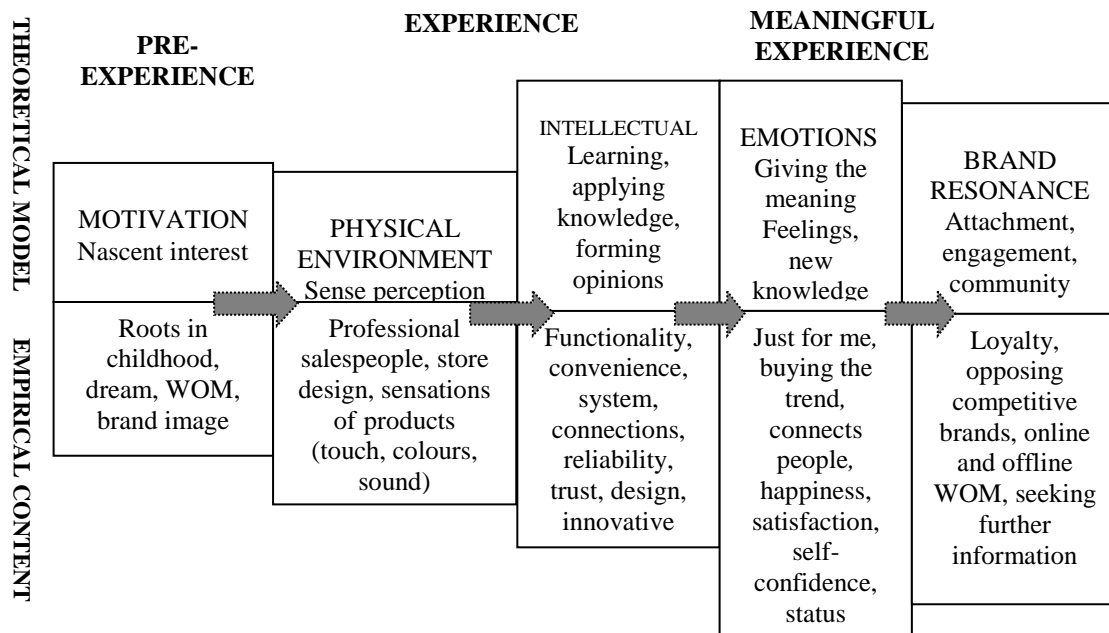 THEORETICAL MODEL
EMPIRICAL CONTENT
PRE-
EXPERIENCE
EXPERIENCE
MEANINGFUL
EXPERIENCE
MOTIVATION
Nascent interest
Roots in
childhood,
dream, WOM,
brand image
PHYSICAL
ENVIRONMENT
Sense perception
Professional
salespeople, store
design, sensations
of products
(touch, colours,
sound)
INTELLECTUAL
Learning,
applying
knowledge,
forming
opinions
Functionality,
convenience,
system,
connections,
reliability,
trust, design,
innovative
EMOTIONS
Giving the
meaning
Feelings,
new
knowledge
Just for me,
buying the
trend,
connects
people,
happiness,
satisfaction,
self-
confidence,
status
BRAND
RESONANCE
Attachment,
engagement,
community
Loyalty,
opposing
competitive
brands, online
and offline
WOM, seeking
further
information